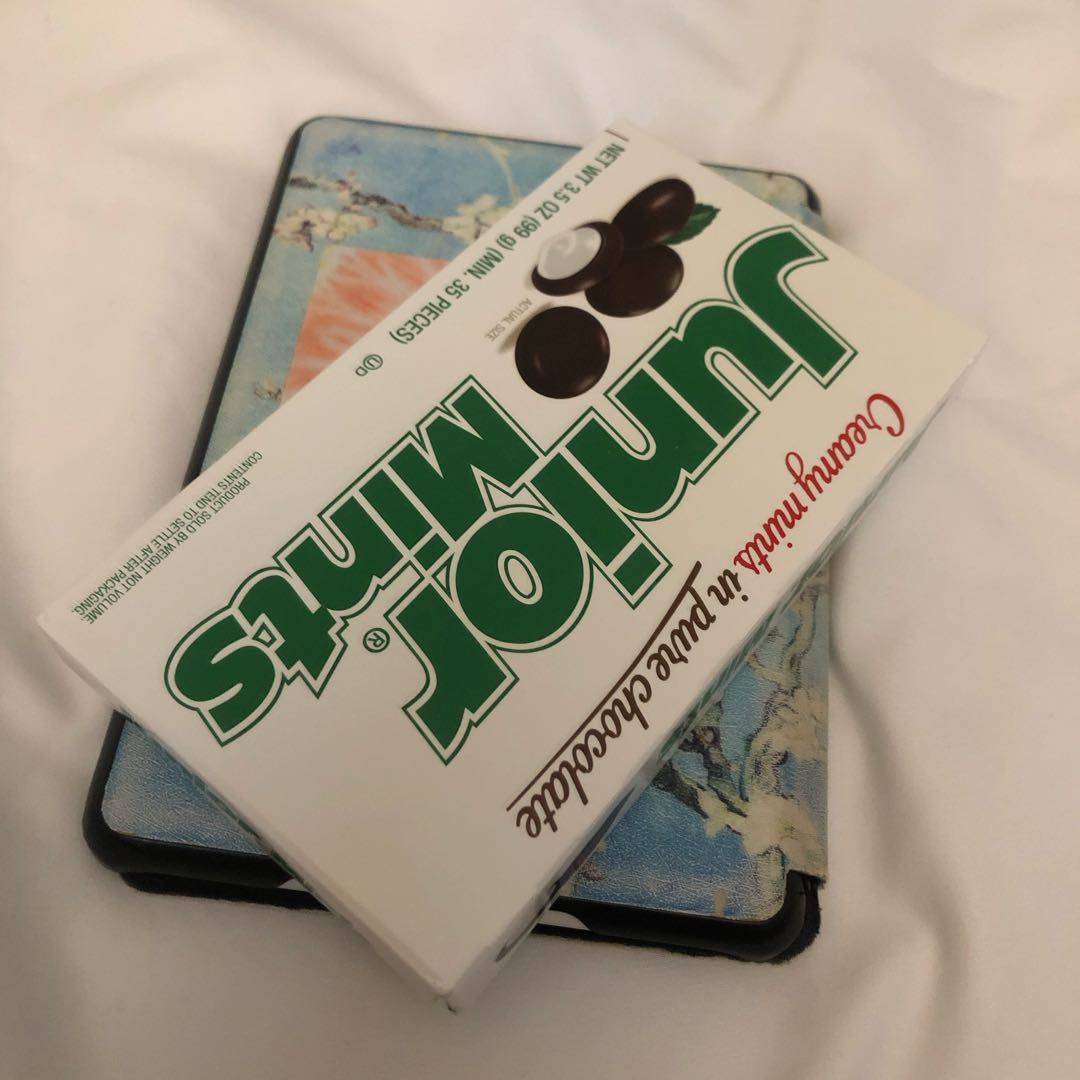 Creamy mints in pure chocolate
Junior
Mints®
ACTUAL SIZE
NET WT 3.5 OZ (99 g) (MIN. 35 PIECES) ⓊD
PRODUCT SOLD BY WEIGHT NOT VOLUME.
CONTENTS TEND TO SETTLE AFTER PACKAGING.